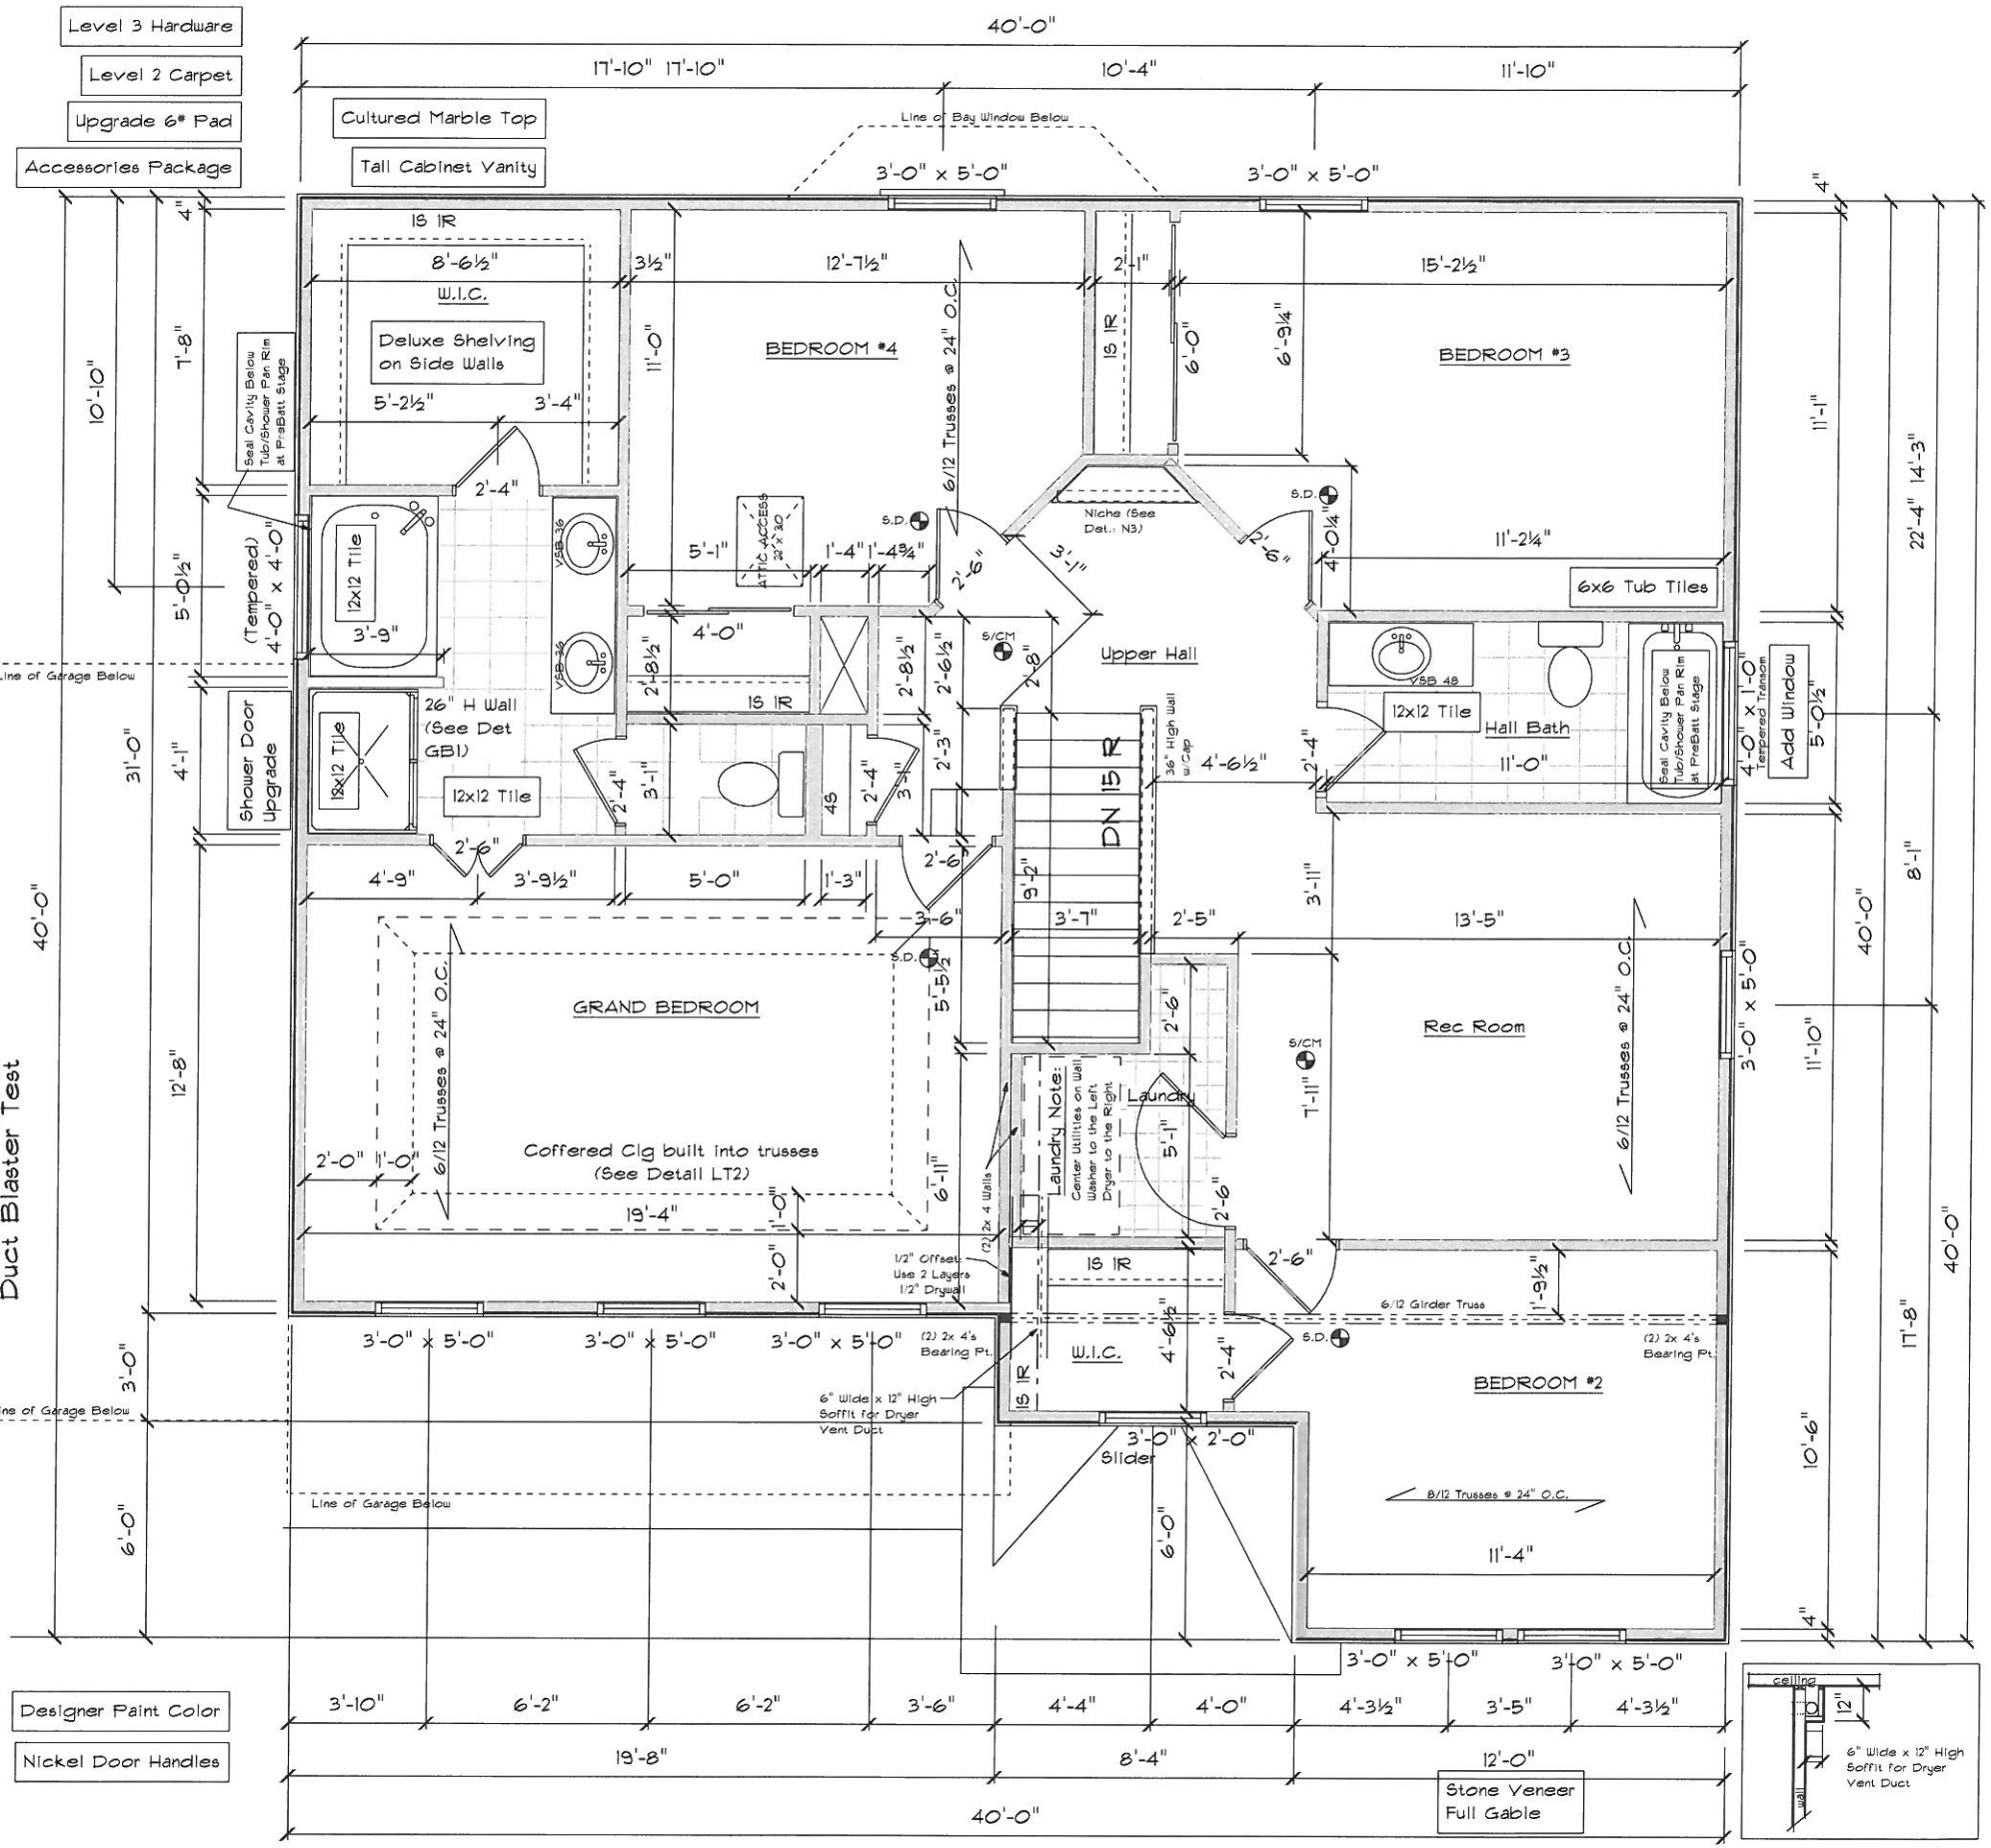 Level 3 Hardware
Level 2 Carpet
Upgrade 6# Pad
Accessories Package
Cultured Marble Top
Tall Cabinet Vanity
40'-0"
17'-10" 17'-10"
10'-4"
11'-10"
Line of Bay Window Below
3'-0" x 5'-0"
3'-0" x 5'-0"
4"
7'-8"
10'-10"
5'-0½"
4'-1"
31'-0"
12'-8"
40'-0"
3'-0"
6'-0"
Seal Cavity Below
Tub/Shower Pan Rim
at PreBatt Stage
(Tempered)
4'-0" x 4'-0"
Line of Garage Below
Shower Door
Upgrade
Duct Blaster Test
1S 1R
8'-6½"
W.I.C.
Deluxe Shelving
on Side Walls
5'-2½"
3'-4"
2'-4"
3½"
12'-7½"
11'-0"
BEDROOM #4
6/12 Trusses @ 24" O.C.
2'-1"
1S 1R
6'-0"
6'-9¼"
15'-2½"
BEDROOM #3
S.D.
ATTIC ACCESS
22" x 30"
5'-1"
1'-4"
1'-4¾"
2'-6"
3'-1"
Niche (See
Det.: N3)
2'-6"
S.D.
4'-0¼"
11'-2¼"
6x6 Tub Tiles
12x12 Tile
3'-9"
VSB 36
VSB 36
4'-0"
2'-8½"
1S 1R
2'-8½"
2'-6½"
S/CM
2'-8"
Upper Hall
VSB 48
12x12 Tile
Hall Bath
11'-0"
Seal Cavity Below
Tub/Shower Pan Rim
at PreBatt Stage
4'-0" x 1'-0"
Tempered Transom
Add Window
5'-0½"
12x12 Tile
26" H Wall
(See Det
GB1)
12x12 Tile
2'-4"
3'-1"
4S
2'-4"
3'-1"
2'-3"
DN 15 R
36" High Wall
w/Cap
4'-6½"
2'-4"
2'-6"
4'-9"
3'-9½"
5'-0"
1'-3"
2'-6"
3'-6"
9'-2"
3'-7"
2'-5"
3'-11"
13'-5"
S.D.
5'-5½"
GRAND BEDROOM
6/12 Trusses @ 24" O.C.
Coffered Clg built into trusses
(See Detail LT2)
2'-0"
1'-0"
19'-4"
1'-0"
2'-0"
6'-11"
(2) 2x 4 Walls
1/2" Offset:
Use 2 Layers
1/2" Drywall
Laundry Note:
Center Utilities on Wall
Washer to the Left
Dryer to the Right
Laundry
2'-6"
5'-1"
2'-6"
S/CM
7'-11"
Rec Room
6/12 Trusses @ 24" O.C.
3'-0" x 5'-0"
2'-6"
1'-9½"
6/12 Girder Truss
1S 1R
4'-6½"
W.I.C.
1S 1R
2'-4"
S.D.
(2) 2x 4's
Bearing Pt.
BEDROOM #2
3'-0" x 5'-0"
3'-0" x 5'-0"
3'-0" x 5'-0"
(2) 2x 4's
Bearing Pt.
6" Wide x 12" High
Soffit for Dryer
Vent Duct
3'-0" x 2'-0"
Slider
Line of Garage Below
Line of Garage Below
6'-0"
8/12 Trusses @ 24" O.C.
11'-4"
3'-0" x 5'-0"
3'-0" x 5'-0"
4"
11'-1"
22'-4" 14'-3"
8'-1"
40'-0"
11'-10"
40'-0"
17'-8"
10'-6"
4"
Designer Paint Color
Nickel Door Handles
3'-10"
6'-2"
6'-2"
3'-6"
4'-4"
4'-0"
4'-3½"
3'-5"
4'-3½"
19'-8"
8'-4"
12'-0"
Stone Veneer
Full Gable
40'-0"
ceiling
12"
6" Wide x 12" High
Soffit for Dryer
Vent Duct
wall